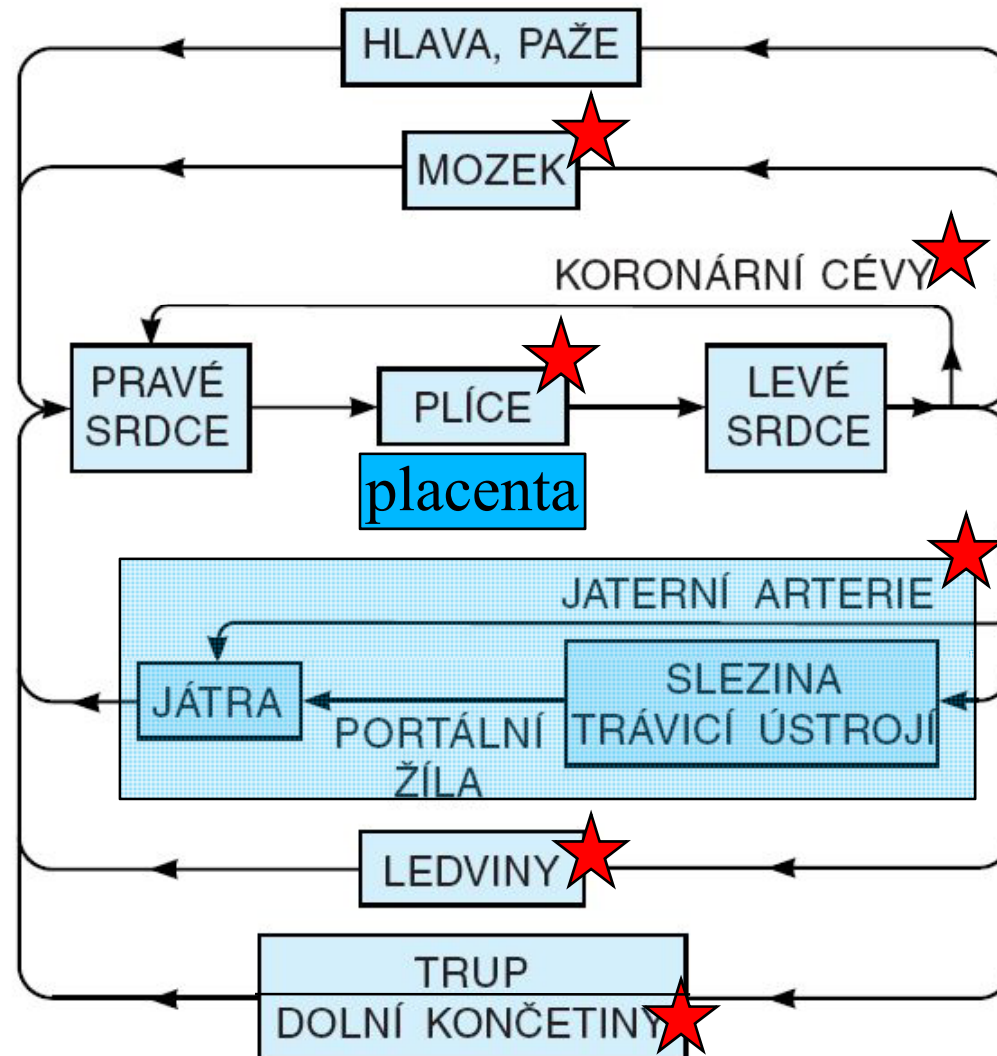 HLAVA, PAŽE
MOZEK
KORONÁRNÍ CÉVY
PRAVÉ
SRDCE
PLÍCE
LEVÉ
SRDCE
placenta
JATERNÍ ARTERIE
JÁTRA
PORTÁLNÍ
ŽÍLA
SLEZINA
TRÁVICÍ ÚSTROJÍ
LEDVINY
TRUP
DOLNÍ KONČETINY